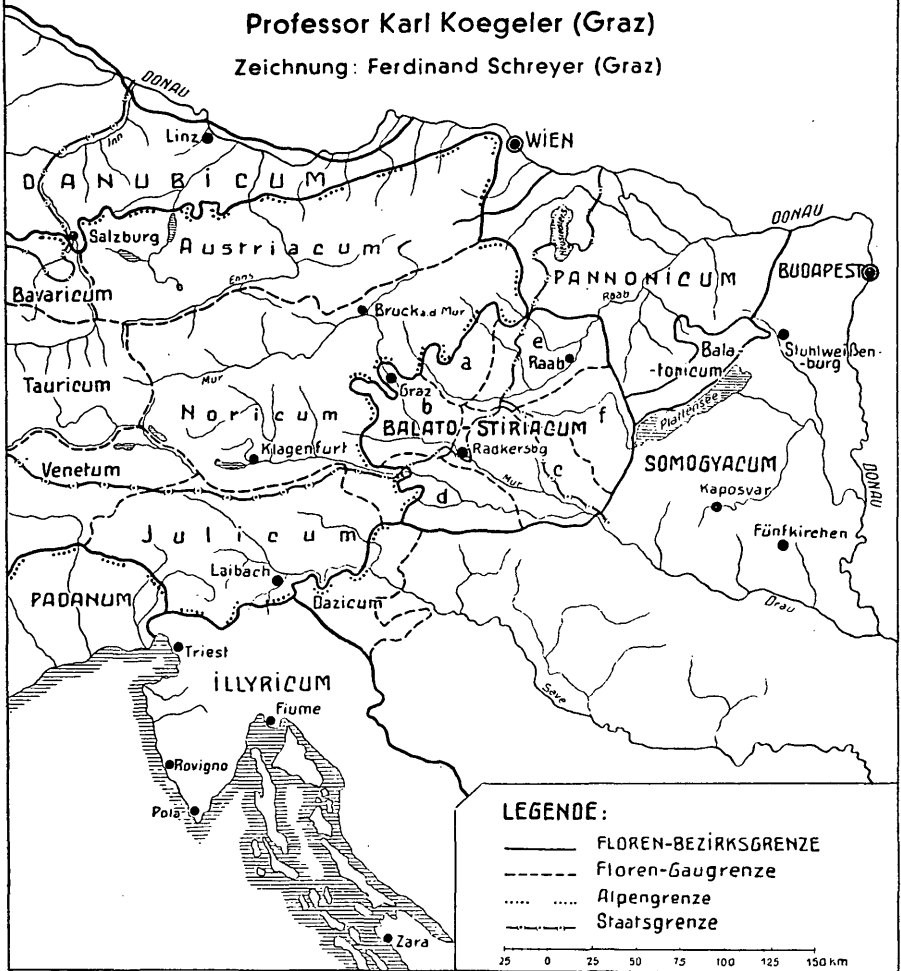 Professor Karl Koegeler (Graz)
Zeichnung: Ferdinand Schreyer (Graz)
DONAU
Linz
Inn
WIEN
DANUBICUM
DONAU
Salzburg
Austriacum
BUDAPEST
PANNONICUM
Enns
Bavaricum
Raab
Bruck a.d. Mur
Stuhlweißen-
-burg
Bala-
-tonicum
e
Raab
a
Tauricum
Mur
Graz
Noricum
b
f
Plattensee
BALATO-STIRIACUM
Klagenfurt
Radkersbg
Venetum
Mur
c
SOMOGYACUM
DONAU
Kaposvar
d
Julicum
Fünfkirchen
Laibach
PADANUM
Dazicum
Drau
Triest
ILLYRICUM
Save
Fiume
Rovigno
Pola
Zara
LEGENDE:
FLOREN-BEZIRKSGRENZE
Floren-Gaugrenze
Alpengrenze
Staatsgrenze
25 0 25 50 75 100 125 150 km